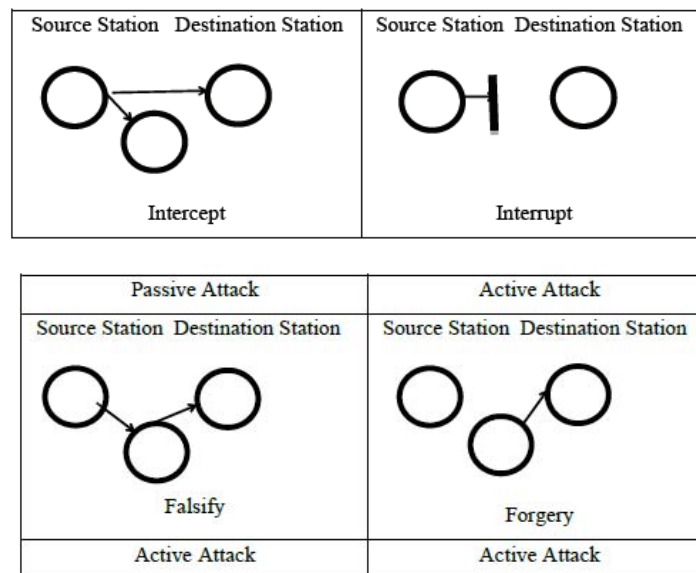 Source Station Destination Station
Source Station Destination Station
Intercept
Interrupt
Passive Attack
Active Attack
Source Station Destination Station
Source Station Destination Station
Falsify
Forgery
Active Attack
Active Attack